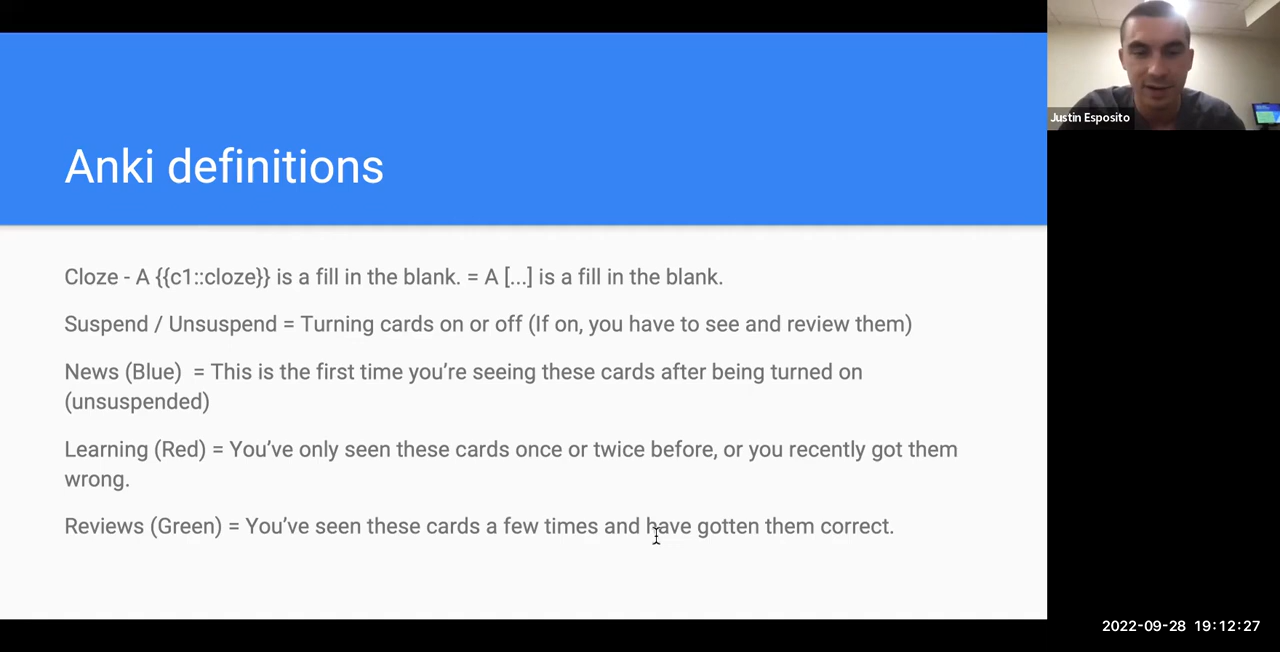 Anki definitions
Cloze - A {{c1::cloze}} is a fill in the blank. = A [...] is a fill in the blank.
Suspend / Unsuspend = Turning cards on or off (If on, you have to see and review them)
News (Blue)  = This is the first time you’re seeing these cards after being turned on
(unsuspended)
Learning (Red) = You’ve only seen these cards once or twice before, or you recently got them
wrong.
Reviews (Green) = You’ve seen these cards a few times and have gotten them correct.
Justin Esposito
2022-09-28 19:12:27